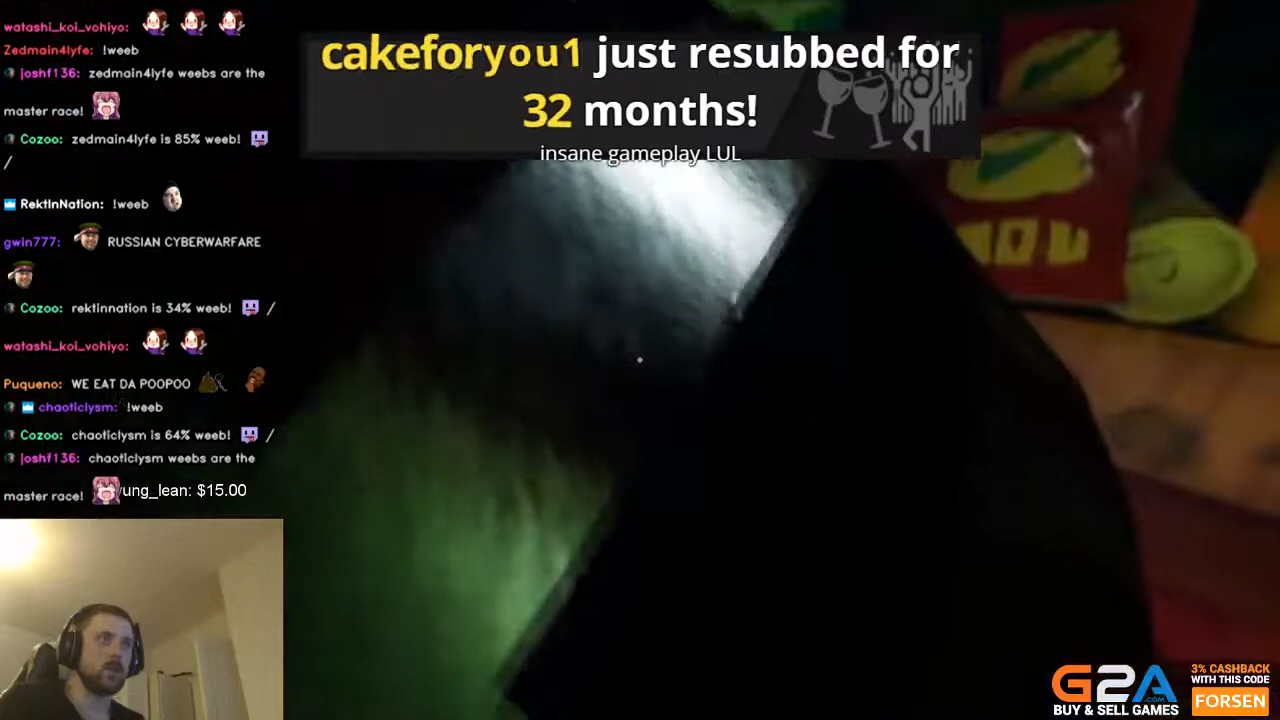 watashi_koi_vohiyo:
Zedmain4lyfe: !weeb
joshf136: zedmain4lyfe weebs are the
master race!
Cozoo: zedmain4lyfe is 85% weeb!
/
RektInNation: !weeb
gwin777: RUSSIAN CYBERWARFARE
Cozoo: rektinnation is 34% weeb! /
watashi_koi_vohiyo:
Puqueno: WE EAT DA POOPOO
chaoticlysm: !weeb
Cozoo: chaoticlysm is 64% weeb! /
joshf136: chaoticlysm weebs are the
master race!
ung_lean: $15.00
cakeforyou1 just resubbed for
32 months!
insane gameplay LUL
G2A
.COM
BUY & SELL GAMES
3% CASHBACK
WITH THIS CODE
FORSEN